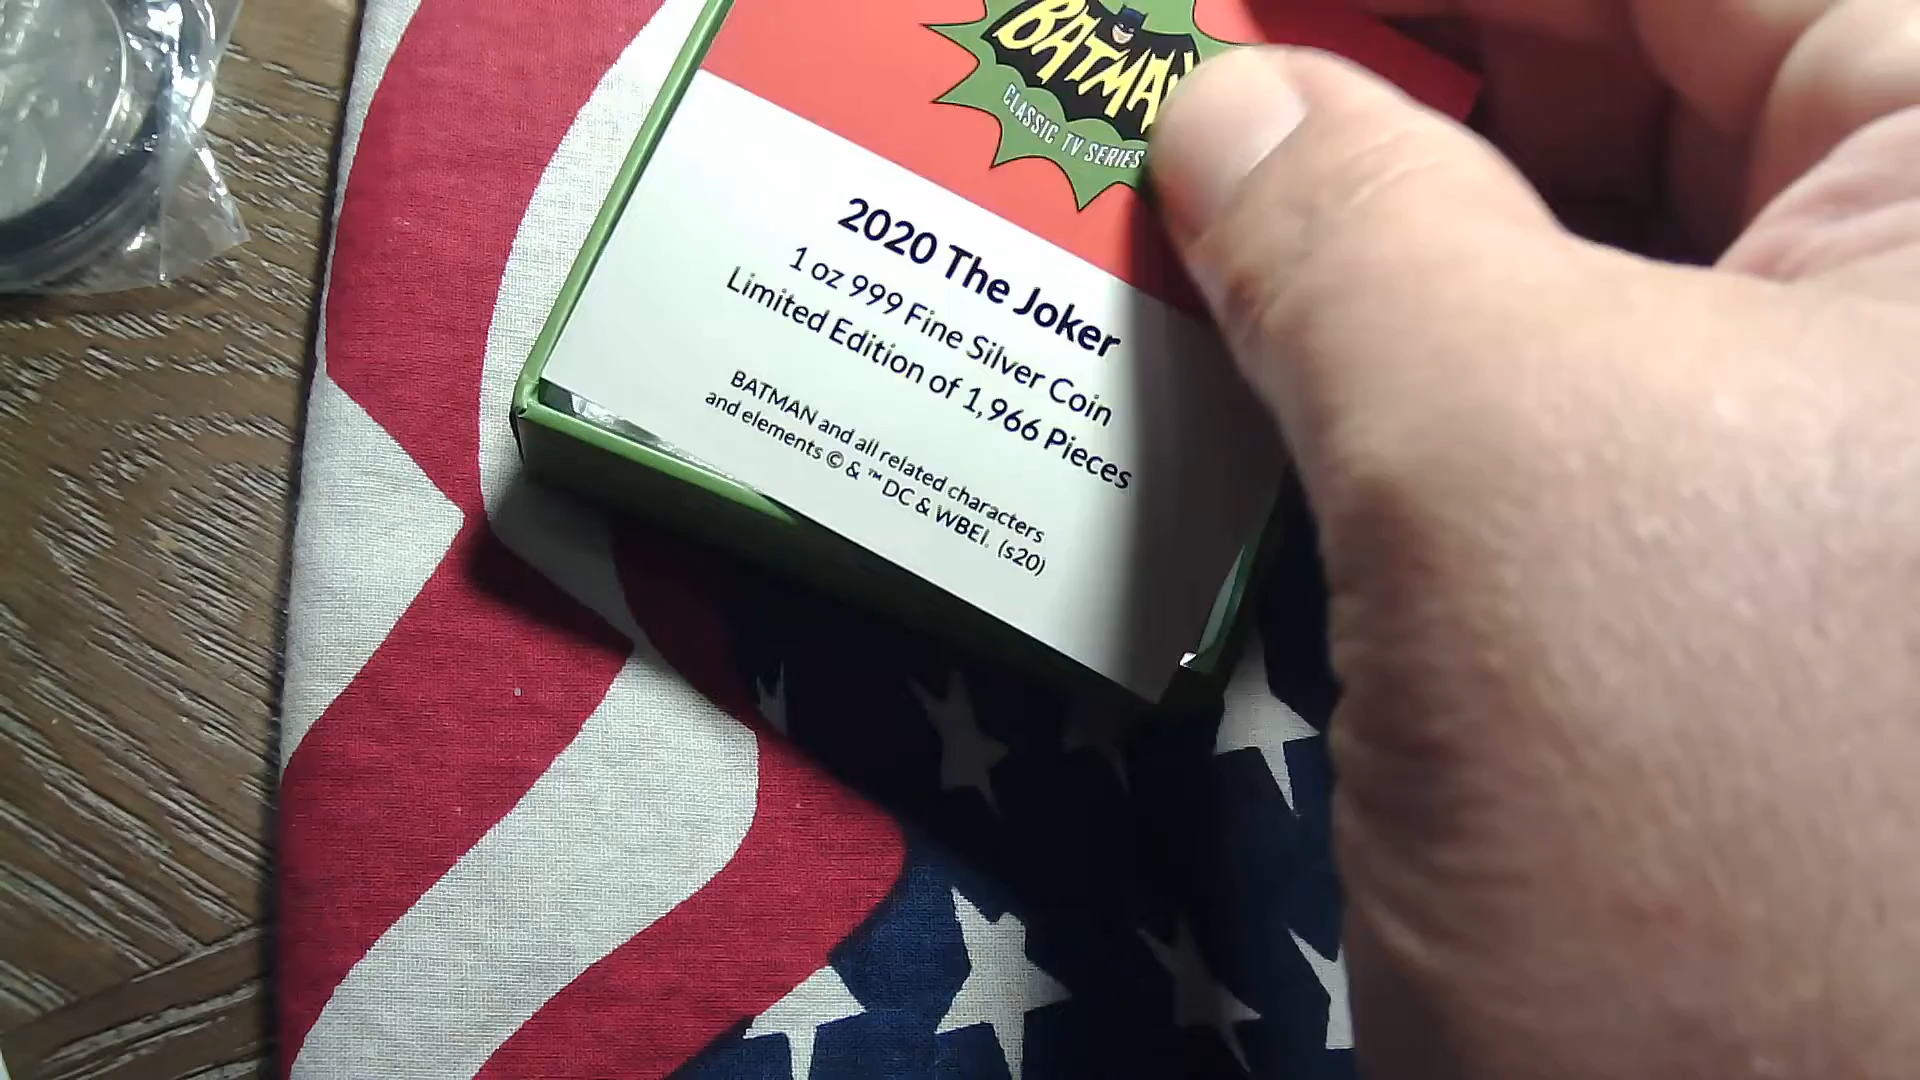 BATMAN
CLASSIC TV SERIES
2020 The Joker
1 oz 999 Fine Silver Coin
Limited Edition of 1,966 Pieces
BATMAN and all related characters
and elements © & ™ DC & WBEI. (s20)